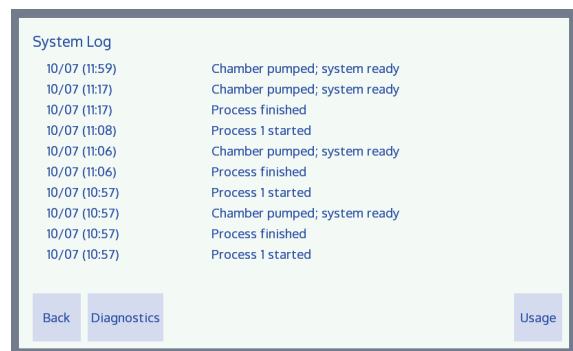 System Log
10/07 (11:59) Chamber pumped; system ready
10/07 (11:17) Chamber pumped; system ready
10/07 (11:17) Process finished
10/07 (11:08) Process 1 started
10/07 (11:06) Chamber pumped; system ready
10/07 (11:06) Process finished
10/07 (10:57) Process 1 started
10/07 (10:57) Chamber pumped; system ready
10/07 (10:57) Process finished
10/07 (10:57) Process 1 started
Back Diagnostics Usage